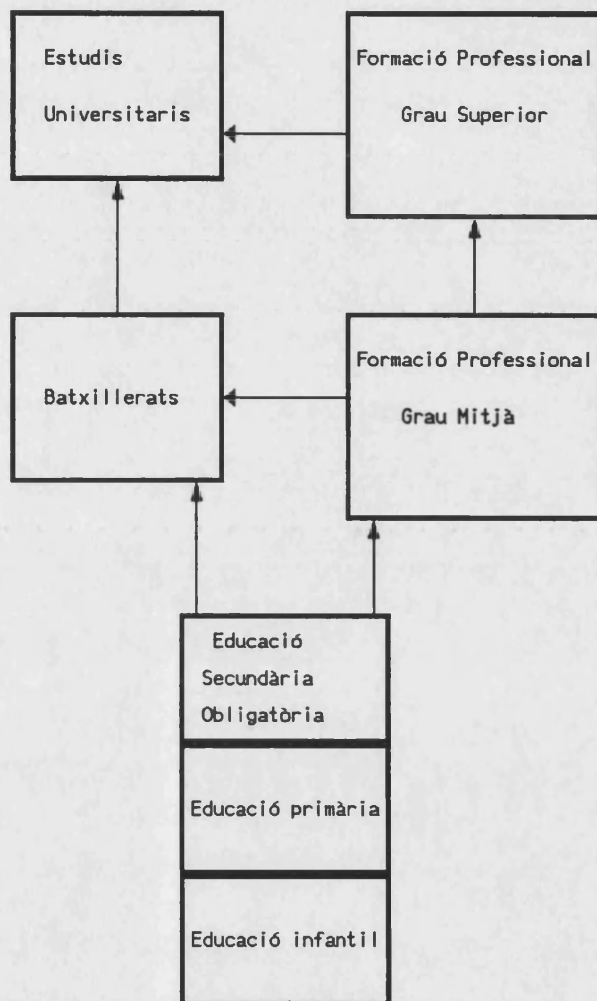 Estudis
Universitaris
Formació Professional
Grau Superior
Batxillerats
Formació Professional
Grau Mitjà
Educació
Secundària
Obligatòria
Educació primària
Educació infantil